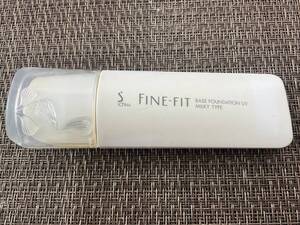 S
FINE-FIT
BASE FOUNDATION UV
MILKY TYPE